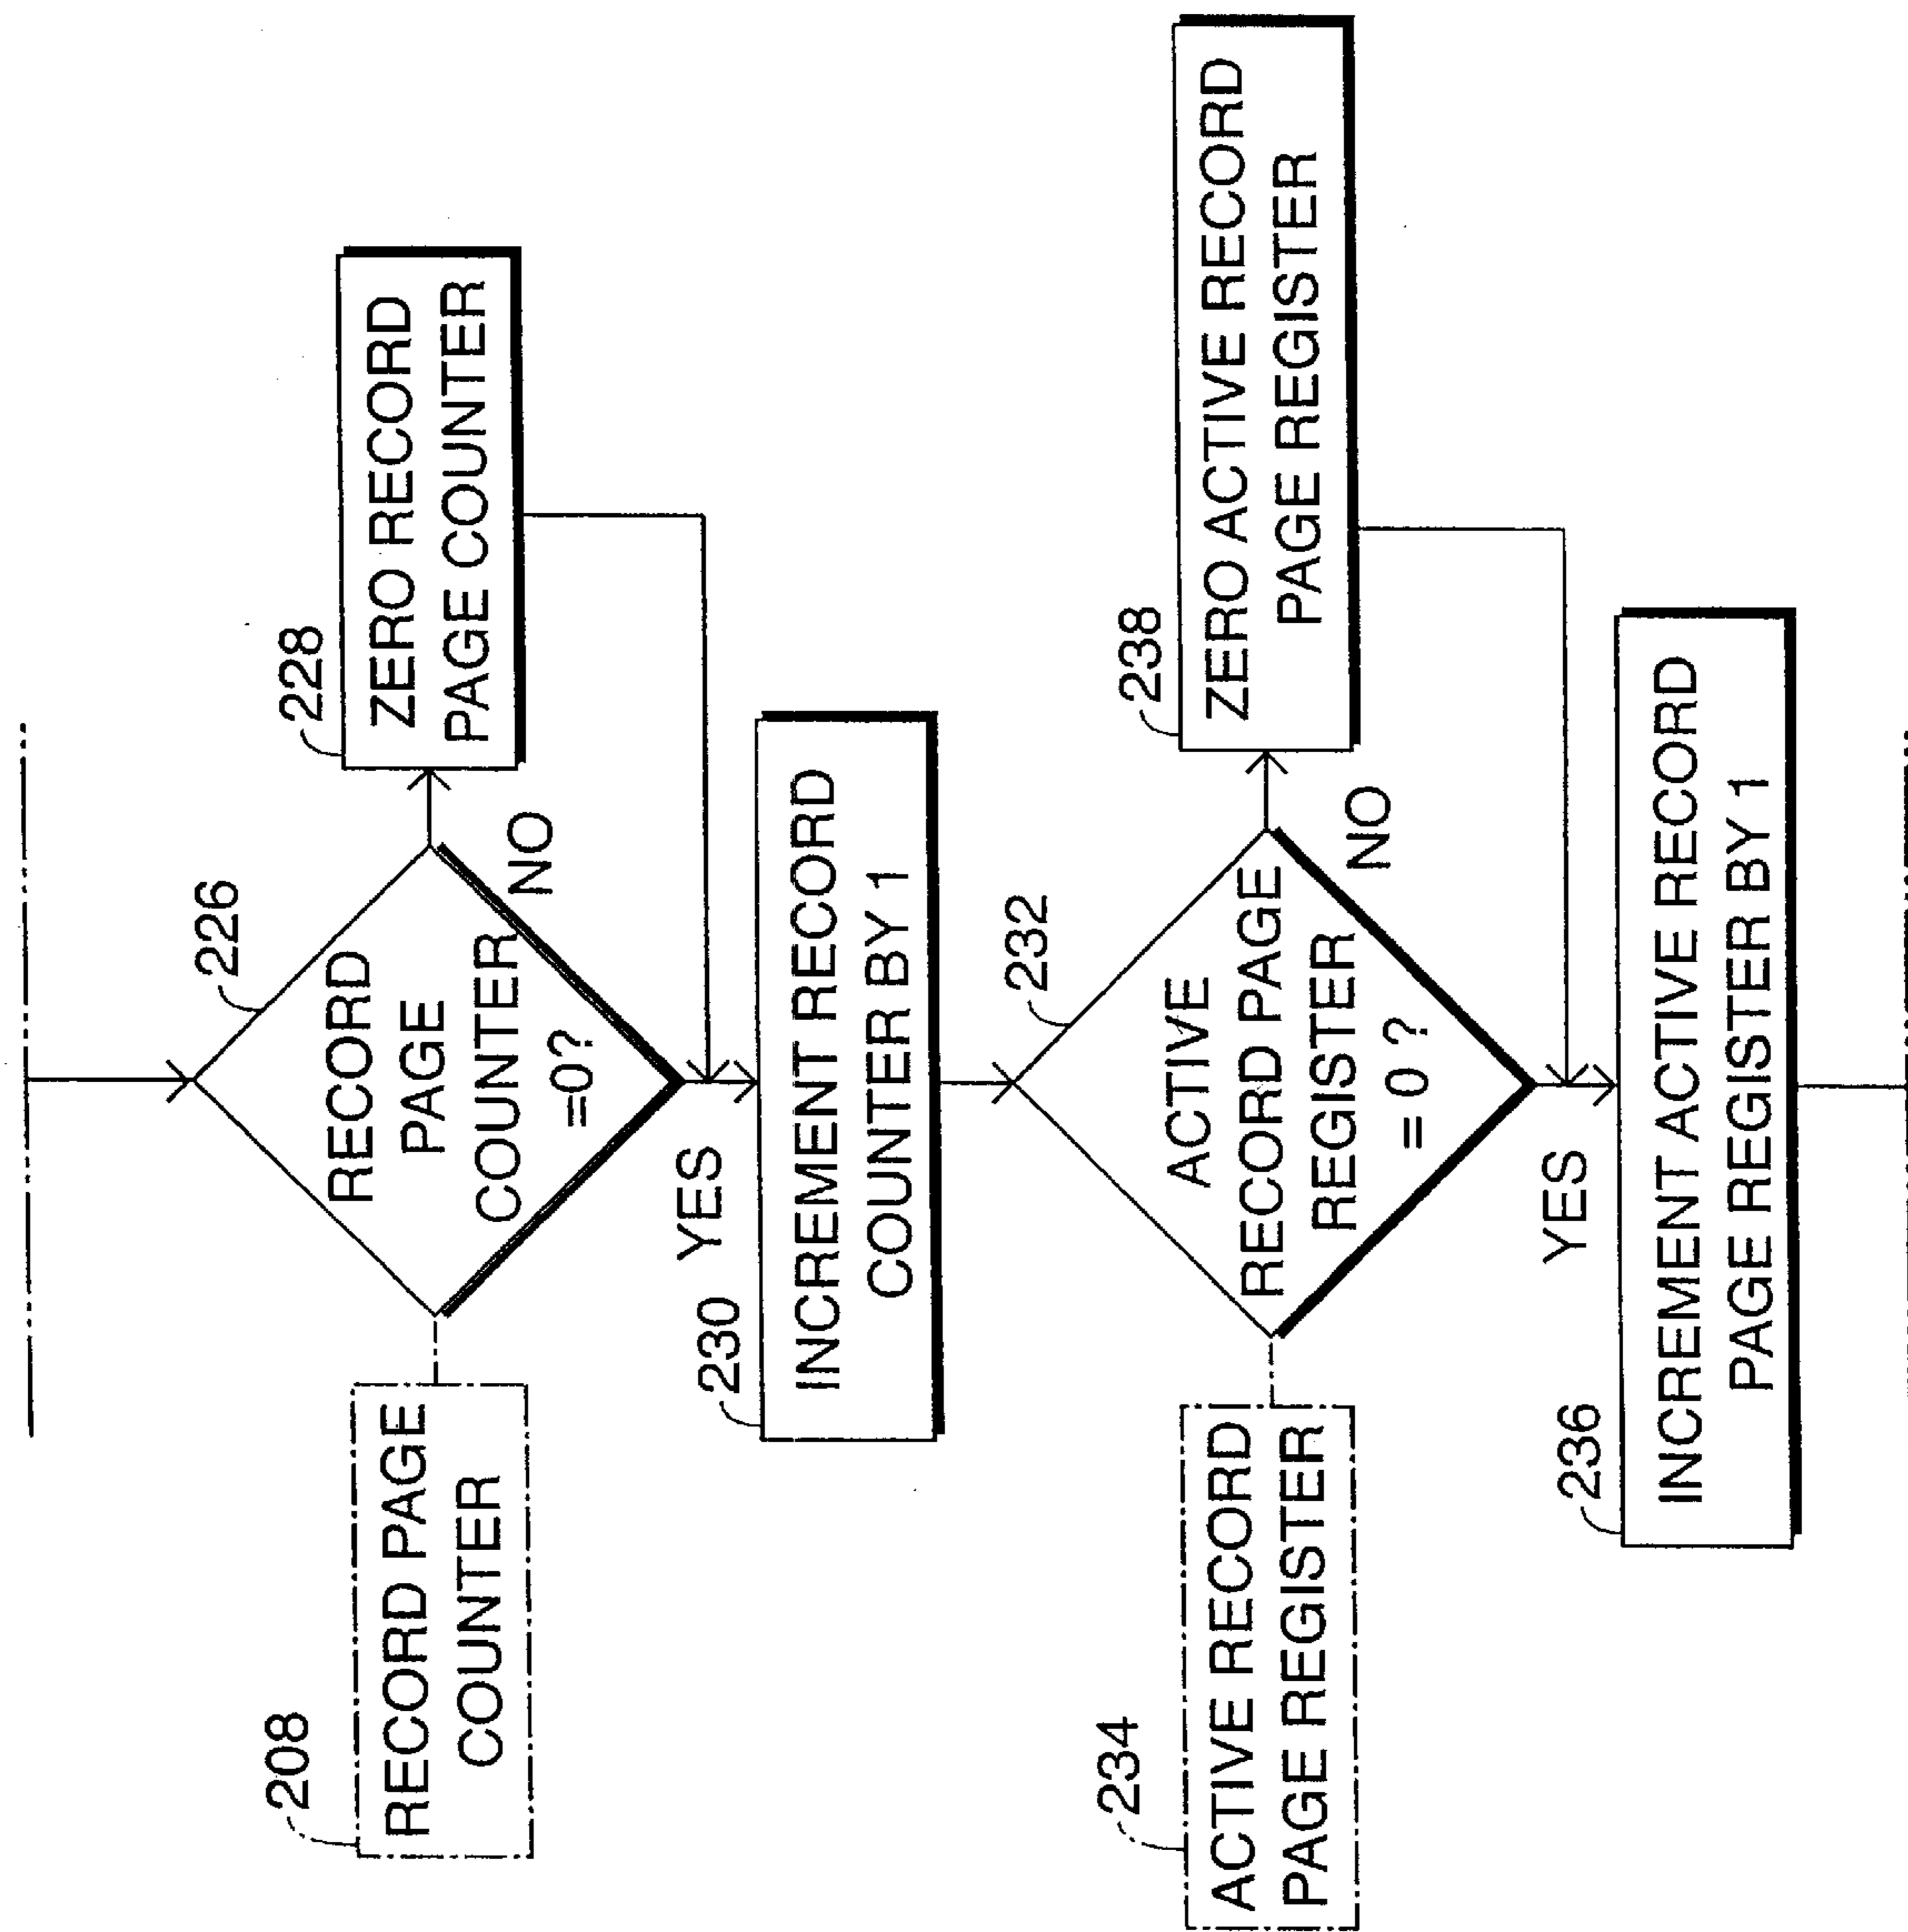 226
RECORD
PAGE
COUNTER
=0?
NO
YES
228
ZERO RECORD
PAGE COUNTER
208
RECORD PAGE
COUNTER
230
INCREMENT RECORD
COUNTER BY 1
232
ACTIVE
RECORD PAGE
REGISTER
= 0 ?
NO
YES
238
ZERO ACTIVE RECORD
PAGE REGISTER
234
ACTIVE RECORD
PAGE REGISTER
236
INCREMENT ACTIVE RECORD
PAGE REGISTER BY 1